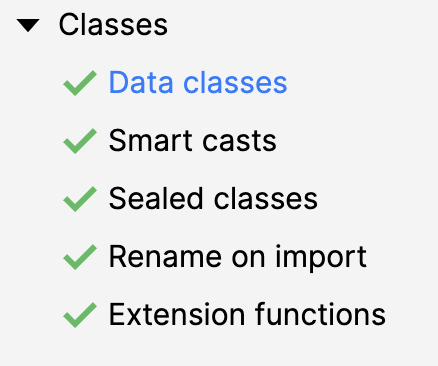 Classes
Data classes
Smart casts
Sealed classes
Rename on import
Extension functions